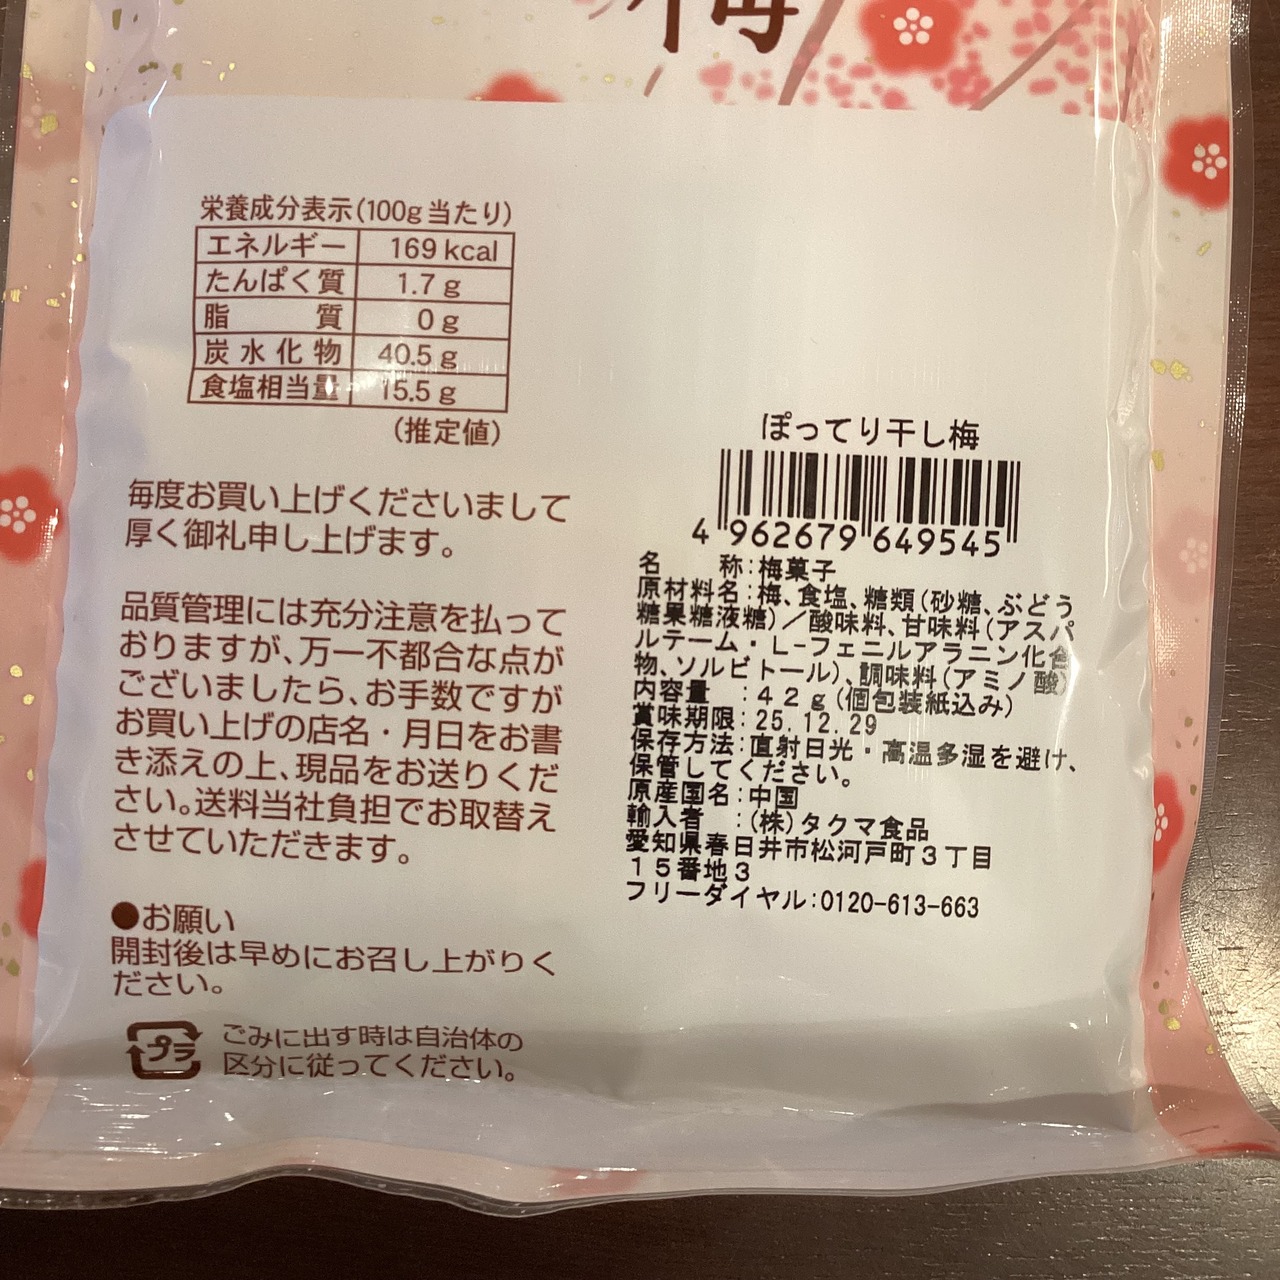 梅
栄養成分表示(100g当たり)
エネルギー 169kcal
たんぱく質 1.7g
脂質 0g
炭水化物 40.5g
食塩相当量 15.5g
(推定値)
毎度お買い上げくださいまして
厚く御礼申し上げます。
品質管理には充分注意を払って
おりますが、万一不都合な点が
ございましたら、お手数ですが
お買い上げの店名・月日をお書
き添えの上、現品をお送りくだ
さい。送料当社負担でお取替え
させていただきます。
●お願い
開封後は早めにお召し上がりく
ださい。
プラ
ごみに出す時は自治体の
区分に従ってください。
ぽってり干し梅
4 962679 649545
名称:梅菓子
原材料名:梅、食塩、糖類(砂糖、ぶどう
糖果糖液糖)/酸味料、甘味料(アスパ
ルテーム・L-フェニルアラニン化合
物、ソルビトール)、調味料(アミノ酸)
内容量:42g(個包装紙込み)
賞味期限:25.12.29
保存方法:直射日光・高温多湿を避け、
保管してください。
原産国名:中国
輸入者:(株)タクマ食品
愛知県春日井市松河戸町3丁目
15番地3
フリーダイヤル:0120-613-663